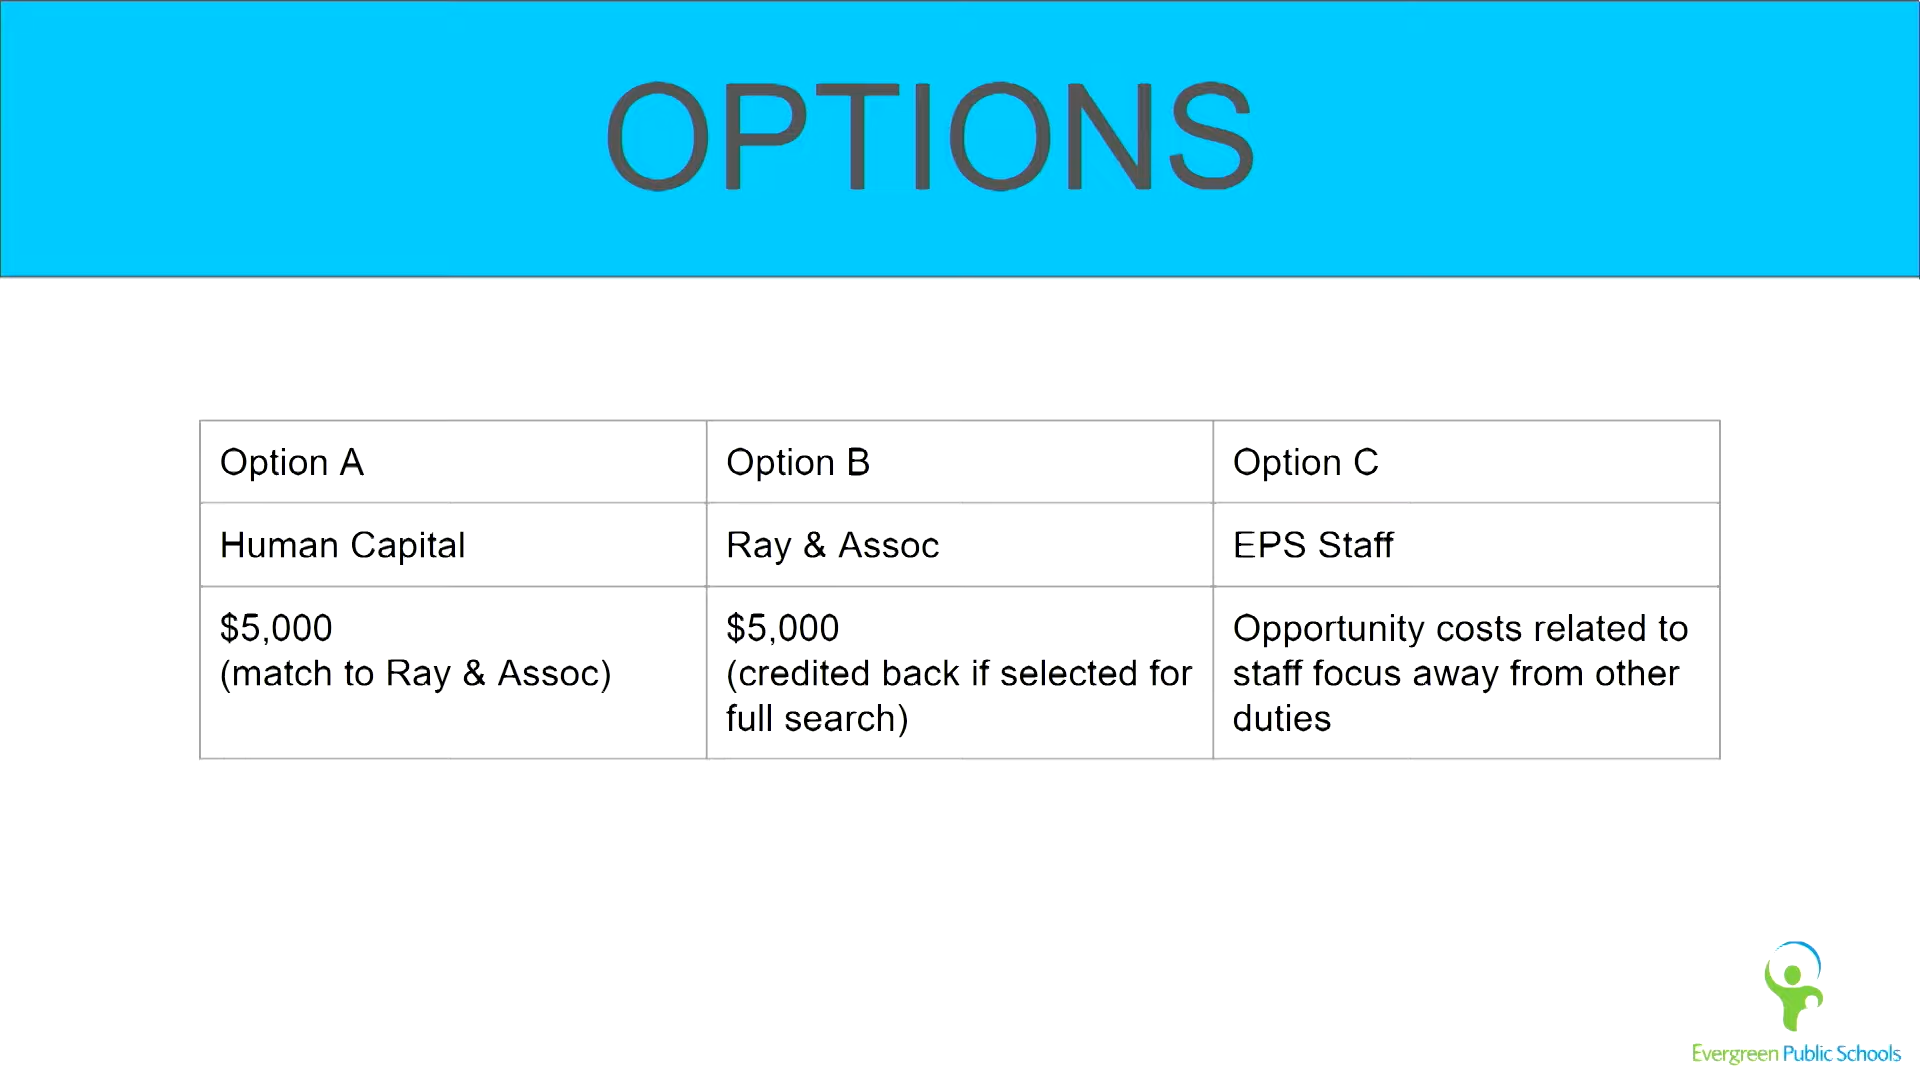 OPTIONS
Option A
Option B
Option C
Human Capital
Ray & Assoc
EPS Staff
$5,000
(match to Ray & Assoc)
$5,000
(credited back if selected for
full search)
Opportunity costs related to
staff focus away from other
duties
Evergreen Public Schools